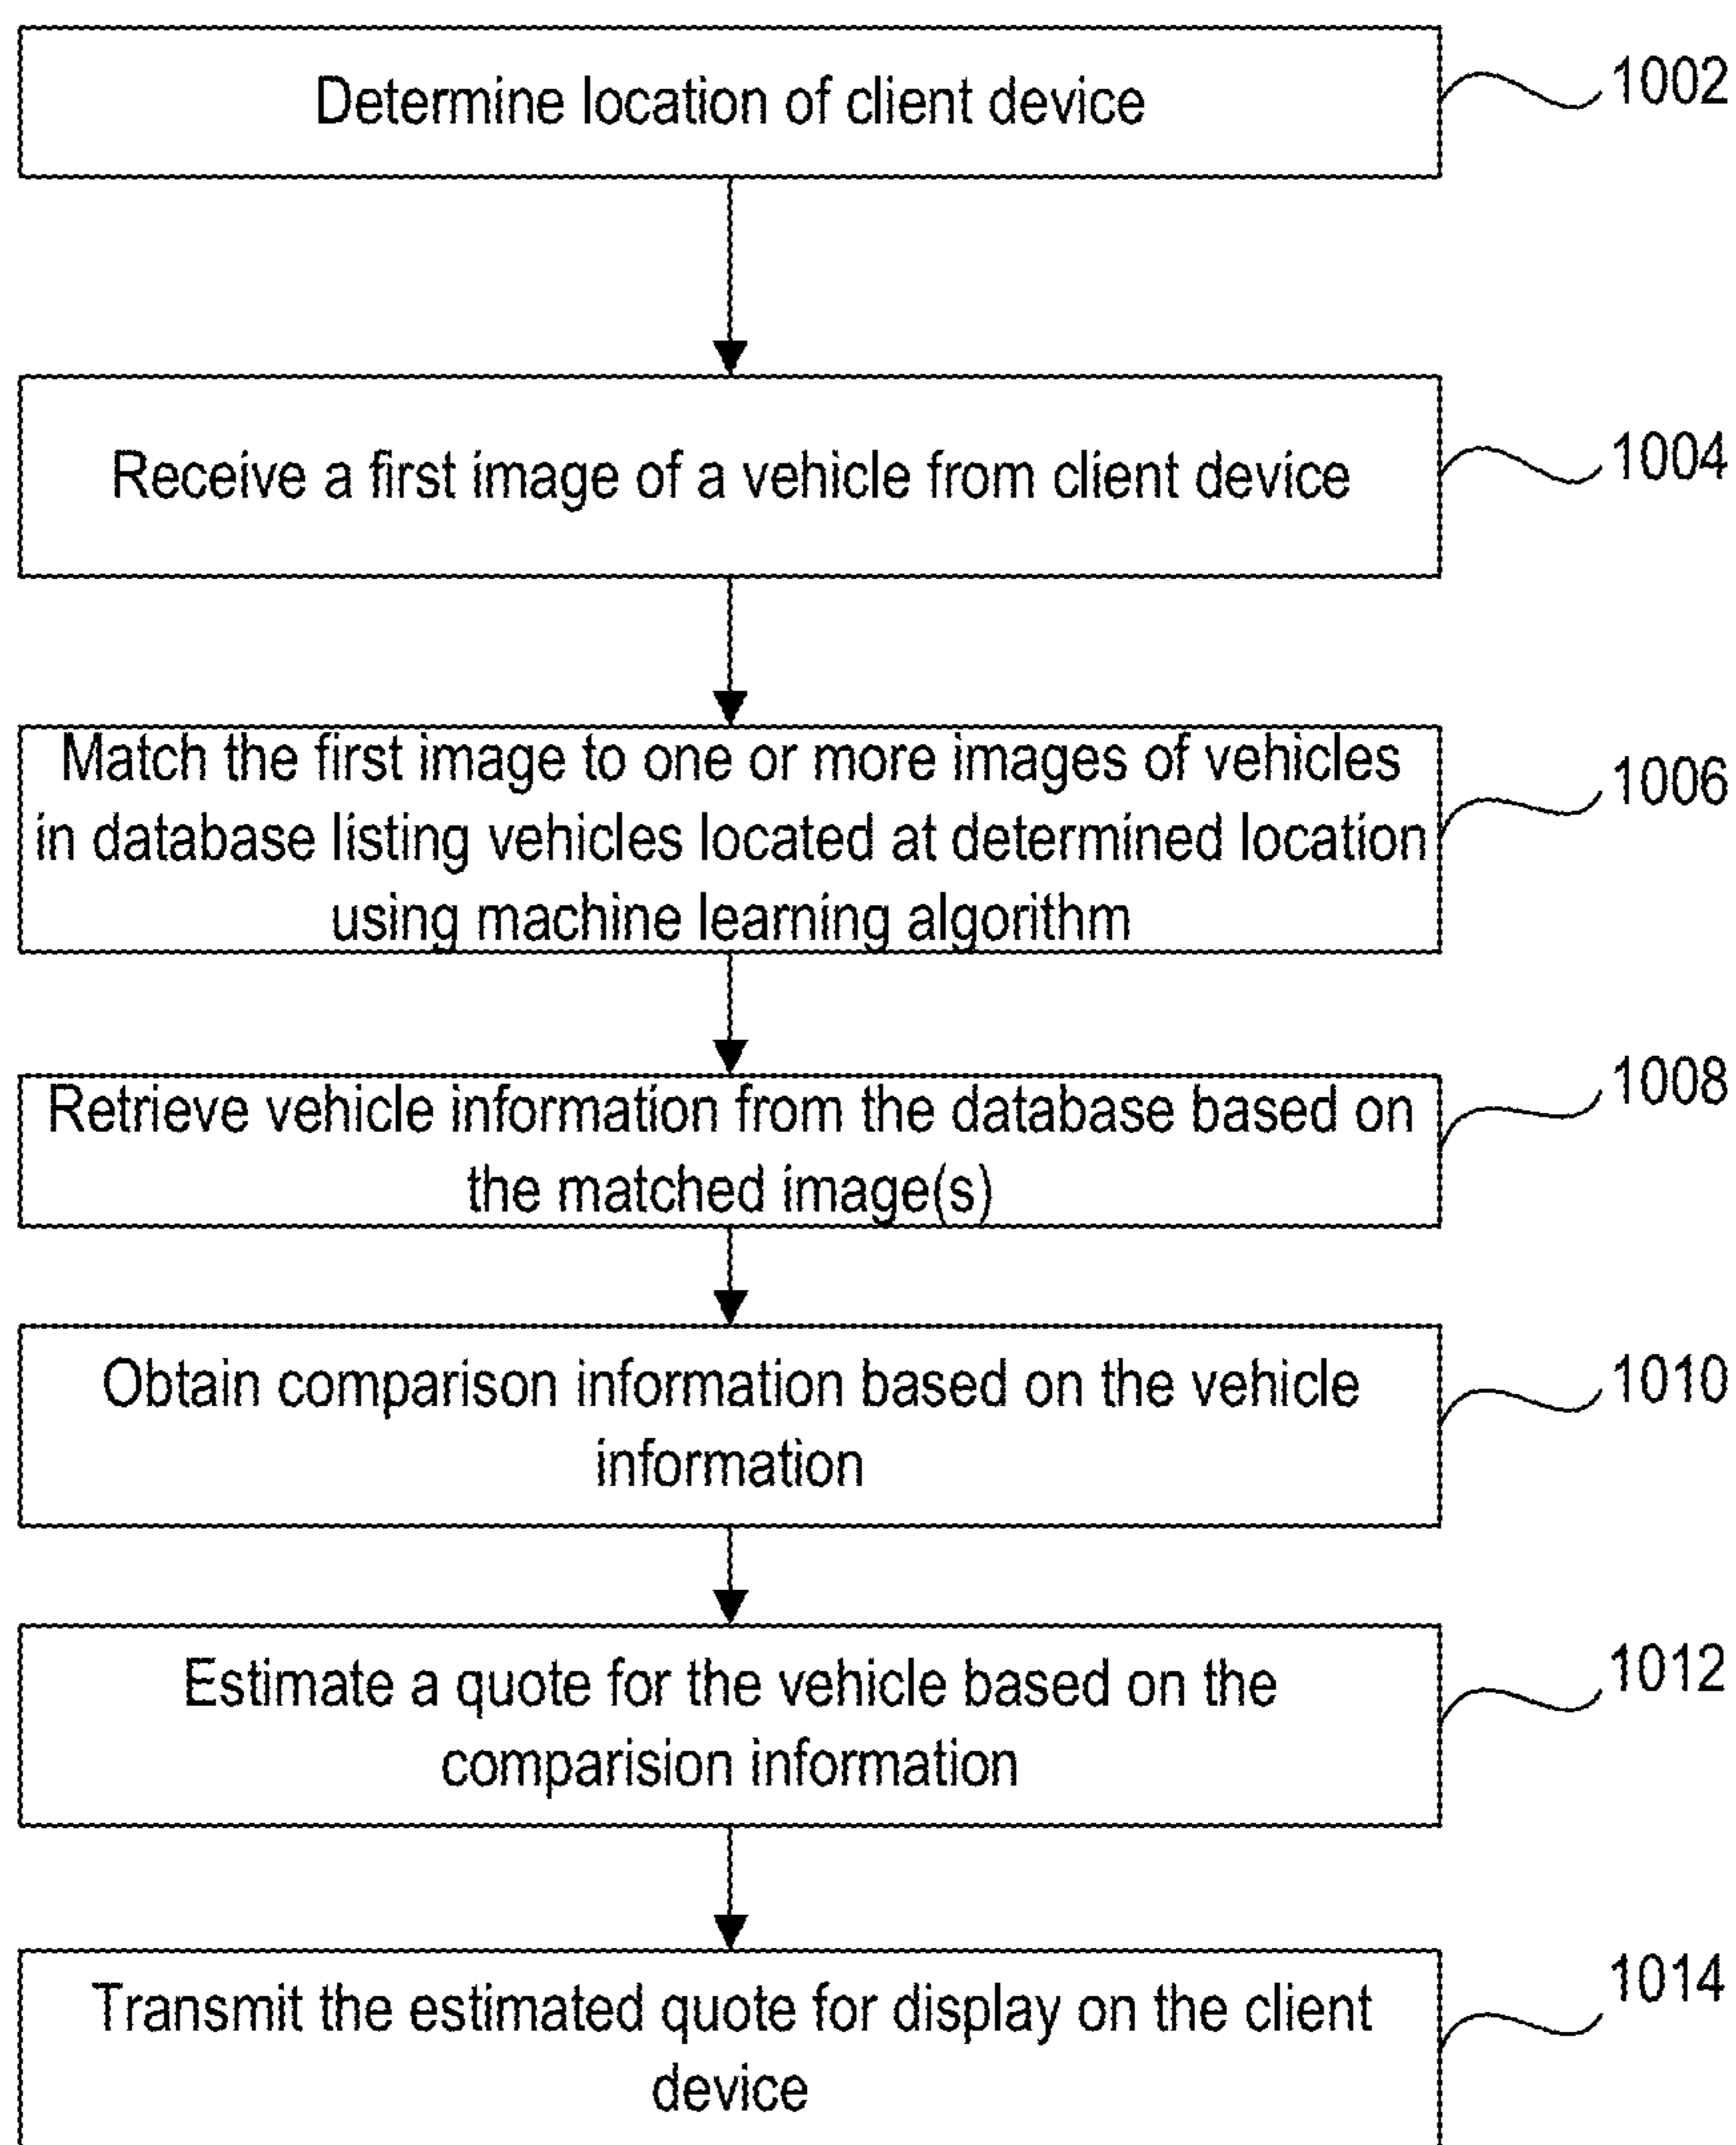 Determine location of client device
1002
Receive a first image of a vehicle from client device
1004
Match the first image to one or more images of vehicles
in database listing vehicles located at determined location
using machine learning algorithm
1006
Retrieve vehicle information from the database based on
the matched image(s)
1008
Obtain comparison information based on the vehicle
information
1010
Estimate a quote for the vehicle based on the
comparision information
1012
Transmit the estimated quote for display on the client
device
1014